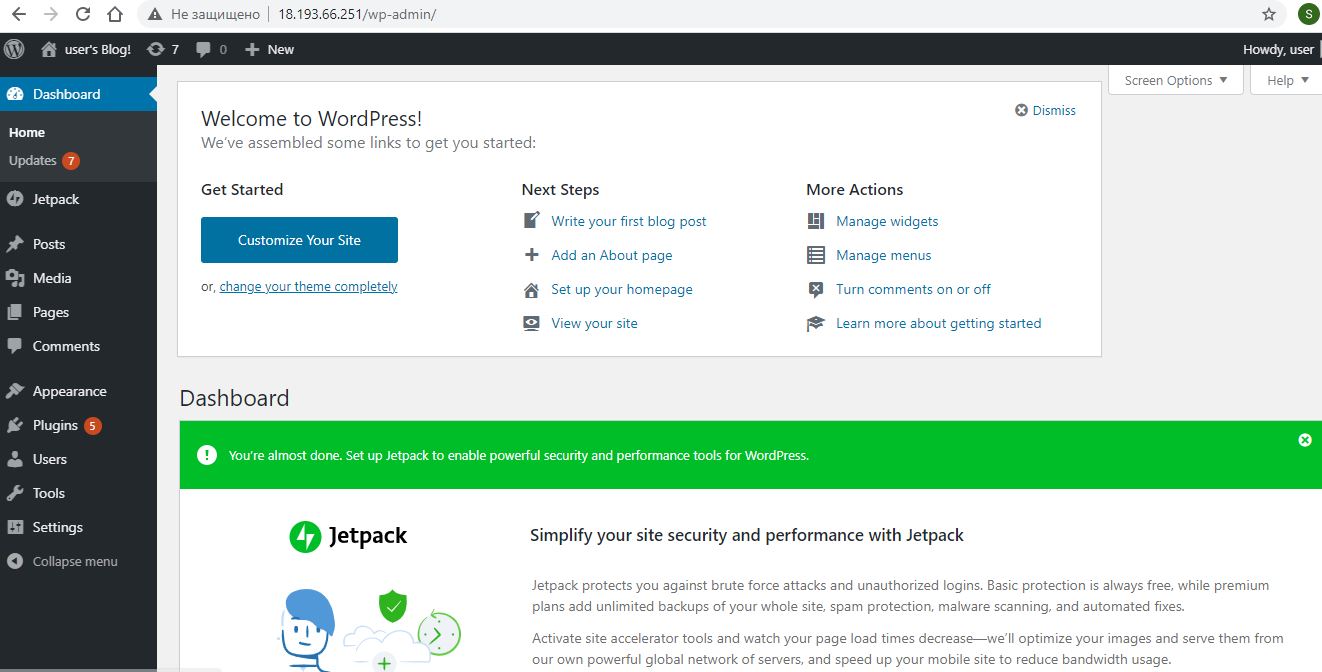 Не защищено 18.193.66.251/wp-admin/ S
user's Blog! 7 0 New Howdy, user
Dashboard
Home
Updates 7
Jetpack
Posts
Media
Pages
Comments
Appearance
Plugins 5
Users
Tools
Settings
Collapse menu
Screen Options Help
Welcome to WordPress!
We've assembled some links to get you started:
Dismiss
Get Started
Customize Your Site
or, change your theme completely
Next Steps
Write your first blog post
Add an About page
Set up your homepage
View your site
More Actions
Manage widgets
Manage menus
Turn comments on or off
Learn more about getting started
Dashboard
You're almost done. Set up Jetpack to enable powerful security and performance tools for WordPress.
Jetpack
Simplify your site security and performance with Jetpack
Jetpack protects you against brute force attacks and unauthorized logins. Basic protection is always free, while premium
plans add unlimited backups of your whole site, spam protection, malware scanning, and automated fixes.
Activate site accelerator tools and watch your page load times decrease—we'll optimize your images and serve them from
our own powerful global network of servers, and speed up your mobile site to reduce bandwidth usage.